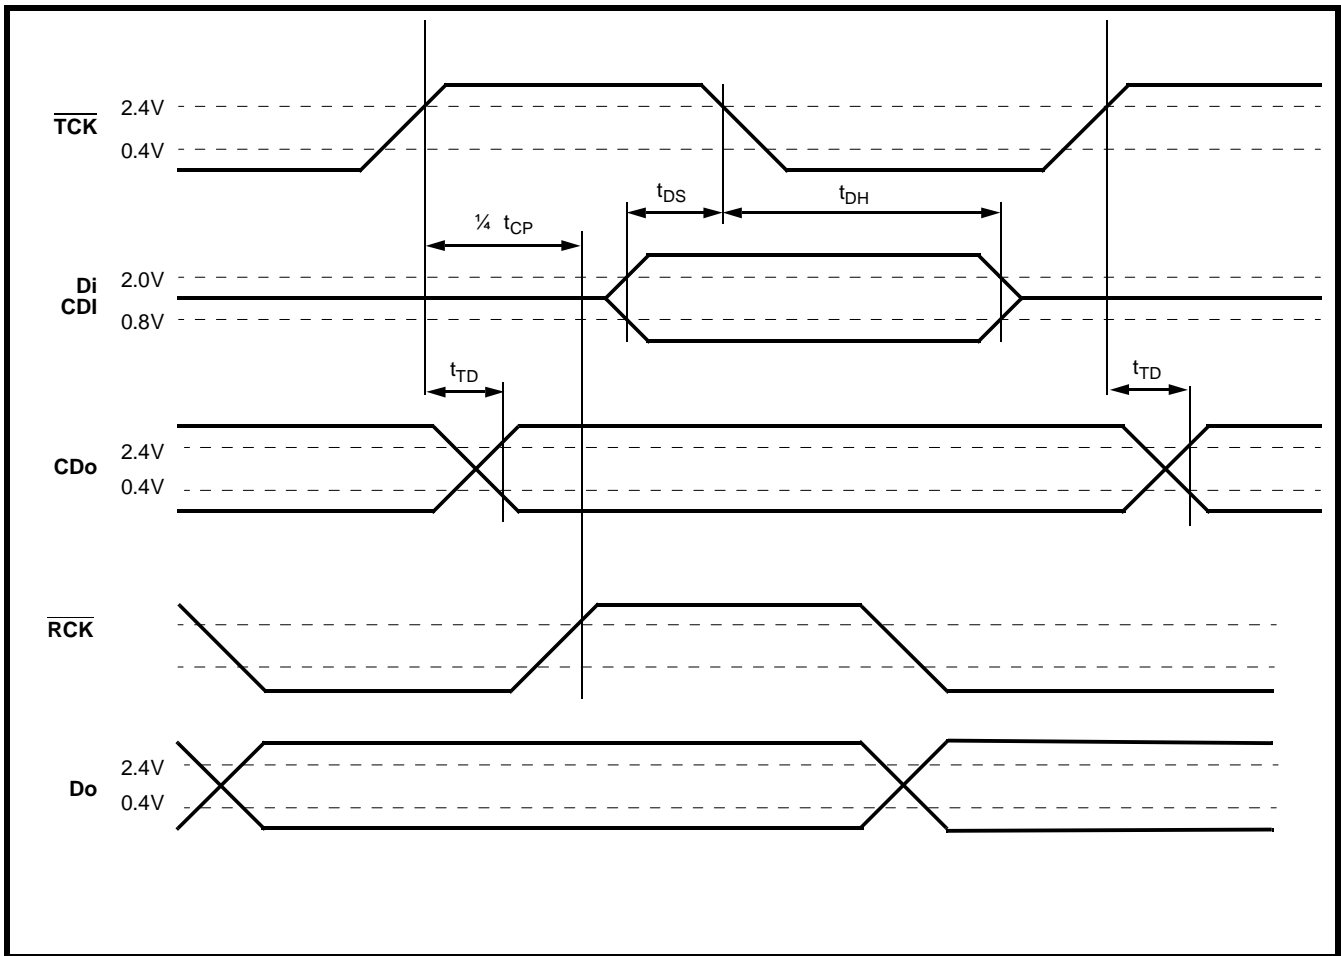 TCK
2.4V
0.4V
tDS
tDH
¼ tCP
Di
CDI
2.0V
0.8V
tTD
tTD
CDo
2.4V
0.4V
RCK
Do
2.4V
0.4V